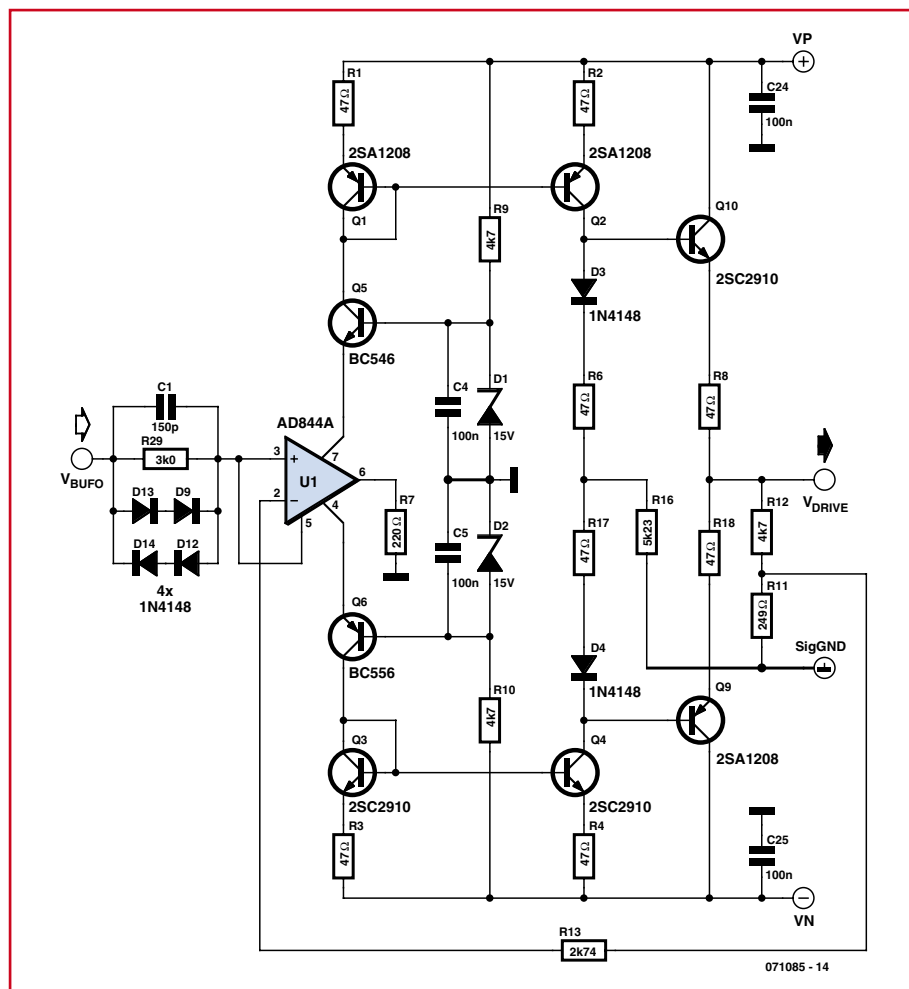 VP
R1
47Ω
R2
47Ω
C24
100n
2SA1208
2SA1208
Q1
R9
4k7
Q2
Q10
2SC2910
D3
1N4148
Q5
BC546
C4
100n
D1
15V
R6
47Ω
R8
47Ω
C1
150p
R29
3k0
D13
D9
D14
D12
4x
1N4148
VBUFO
AD844A
3
+
2
−
U1
7
6
4
5
R7
220Ω
C5
100n
D2
15V
R17
47Ω
R16
5k23
R18
47Ω
VDRIVE
R12
4k7
R11
249Ω
SigGND
Q6
BC556
R10
4k7
D4
1N4148
Q9
2SA1208
Q3
2SC2910
Q4
2SC2910
R3
47Ω
R4
47Ω
C25
100n
VN
R13
2k74
071085 - 14